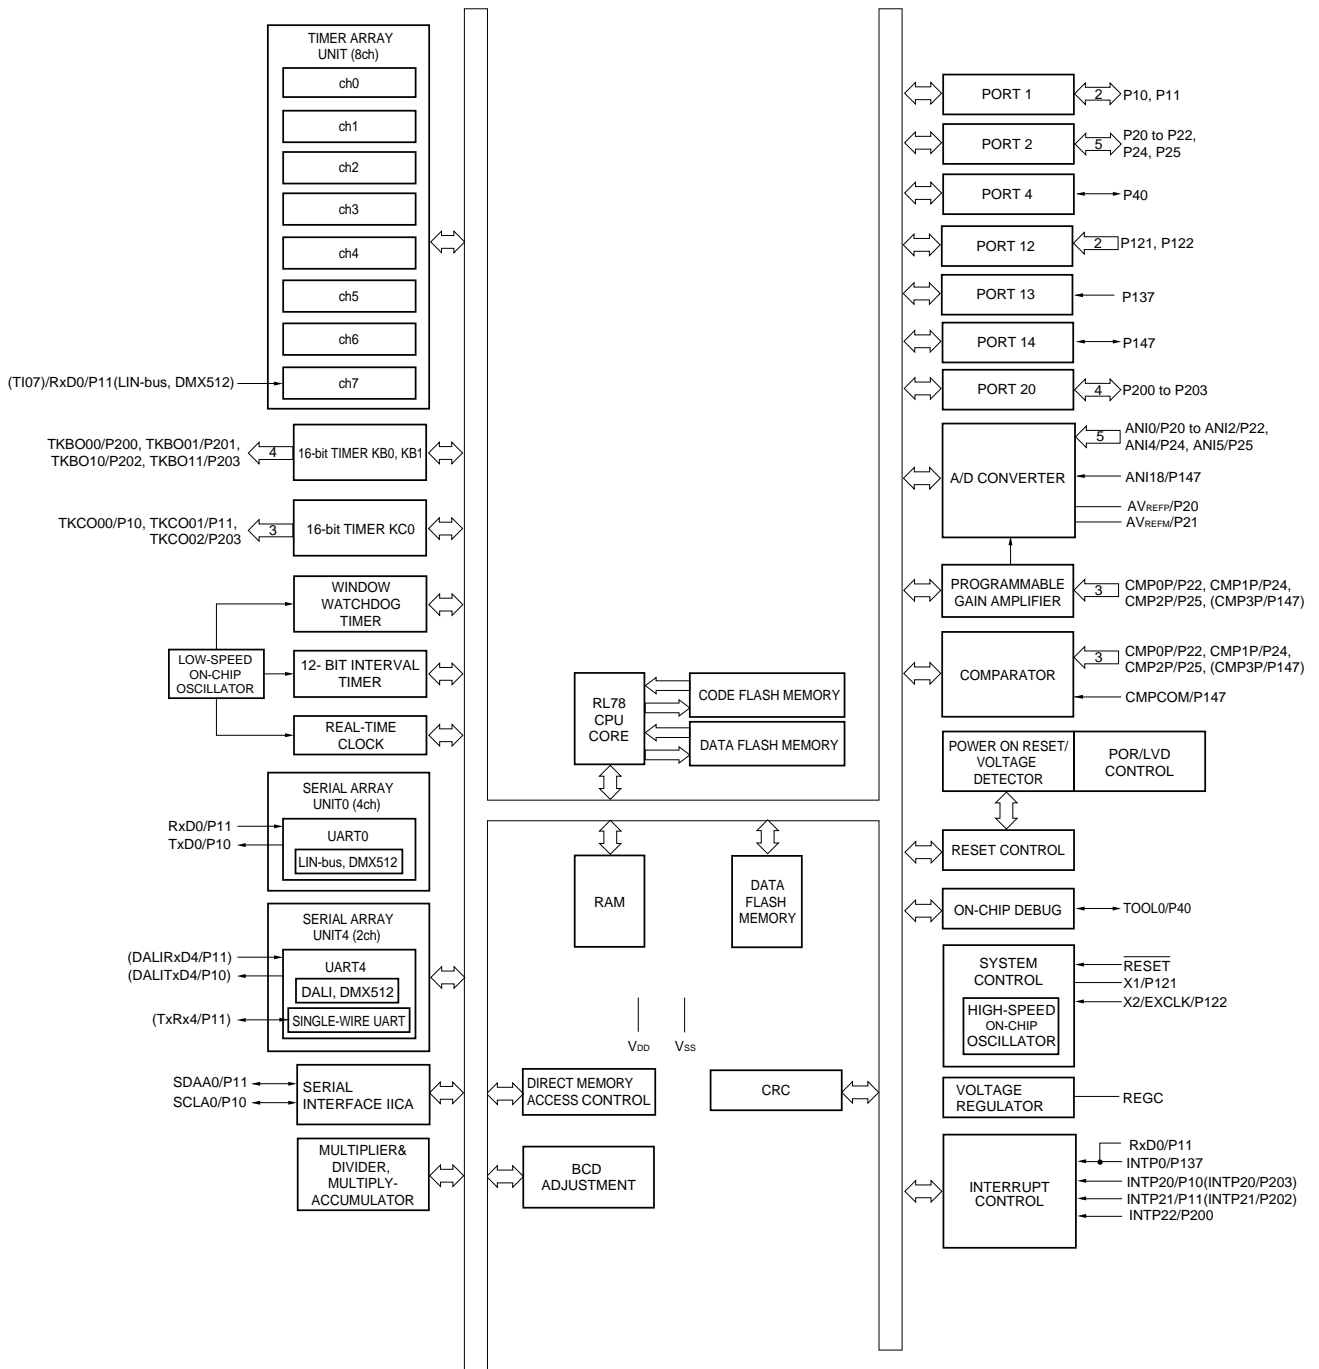 TIMER ARRAY
UNIT (8ch)
ch0
ch1
ch2
ch3
ch4
ch5
ch6
(TI07)/RxD0/P11(LIN-bus, DMX512)
ch7
TKBO00/P200, TKBO01/P201,
TKBO10/P202, TKBO11/P203
4
16-bit TIMER KB0, KB1
TKCO00/P10, TKCO01/P11,
TKCO02/P203
3
16-bit TIMER KC0
WINDOW
WATCHDOG
TIMER
LOW-SPEED
ON-CHIP
OSCILLATOR
12- BIT INTERVAL
TIMER
REAL-TIME
CLOCK
SERIAL ARRAY
UNIT0 (4ch)
RxD0/P11
TxD0/P10
UART0
LIN-bus, DMX512
SERIAL ARRAY
UNIT4 (2ch)
(DALIRxD4/P11)
(DALITxD4/P10)
UART4
DALI, DMX512
(TxRx4/P11)
SINGLE-WIRE UART
SDAA0/P11
SCLA0/P10
SERIAL
INTERFACE IICA
MULTIPLIER&
DIVIDER,
MULTIPLY-
ACCUMULATOR
RL78
CPU
CORE
CODE FLASH MEMORY
DATA FLASH MEMORY
RAM
DATA
FLASH
MEMORY
VDD
VSS
DIRECT MEMORY
ACCESS CONTROL
CRC
BCD
ADJUSTMENT
PORT 1
2
P10, P11
PORT 2
5
P20 to P22,
P24, P25
PORT 4
P40
PORT 12
2
P121, P122
PORT 13
P137
PORT 14
P147
PORT 20
4
P200 to P203
A/D CONVERTER
5
ANI0/P20 to ANI2/P22,
ANI4/P24, ANI5/P25
ANI18/P147
AVREFP/P20
AVREFM/P21
PROGRAMMABLE
GAIN AMPLIFIER
3
CMP0P/P22, CMP1P/P24,
CMP2P/P25, (CMP3P/P147)
COMPARATOR
3
CMP0P/P22, CMP1P/P24,
CMP2P/P25, (CMP3P/P147)
CMPCOM/P147
POWER ON RESET/
VOLTAGE
DETECTOR
POR/LVD
CONTROL
RESET CONTROL
ON-CHIP DEBUG
TOOL0/P40
SYSTEM
CONTROL
HIGH-SPEED
ON-CHIP
OSCILLATOR
RESET
X1/P121
X2/EXCLK/P122
VOLTAGE
REGULATOR
REGC
INTERRUPT
CONTROL
RxD0/P11
INTP0/P137
INTP20/P10(INTP20/P203)
INTP21/P11(INTP21/P202)
INTP22/P200